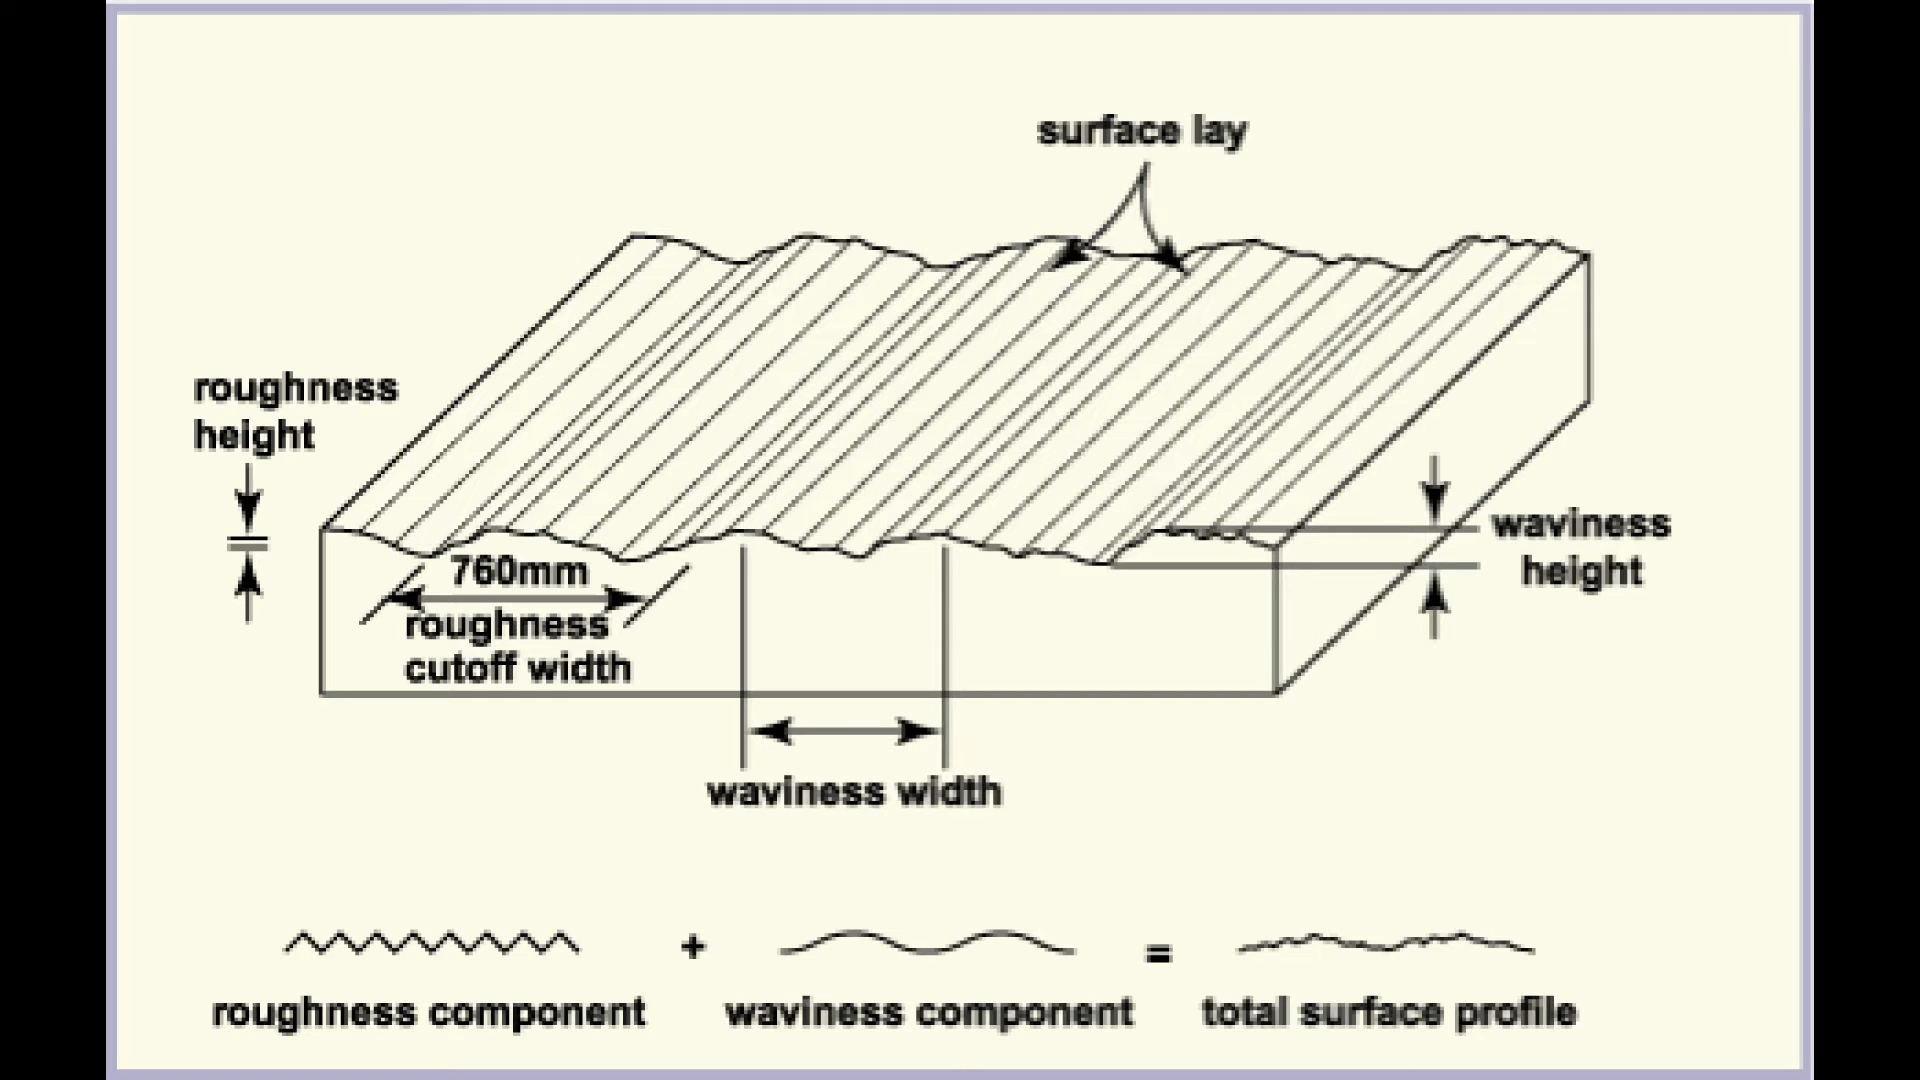 surface lay
roughness
height
760mm
roughness
cutoff width
waviness
height
waviness width
+
=
roughness component
waviness component
total surface profile